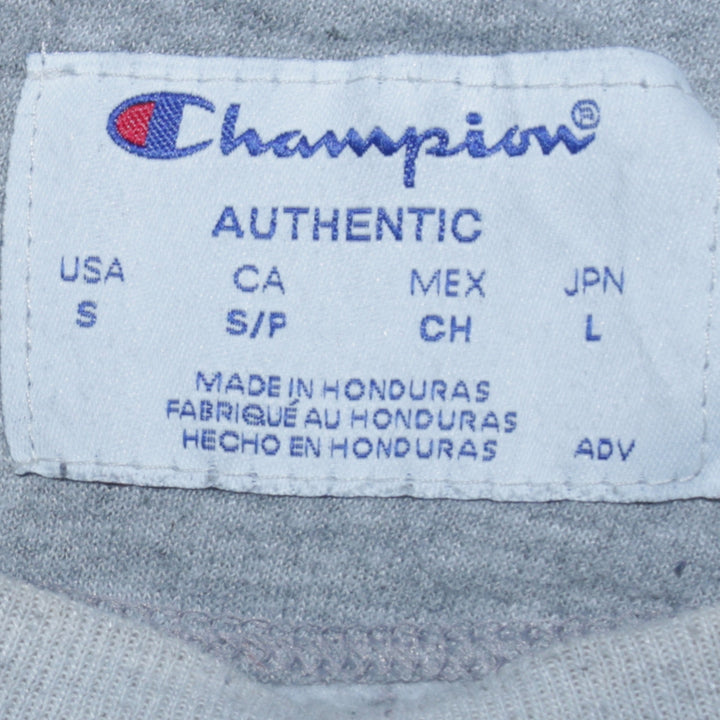 Champion®
AUTHENTIC
USA CA MEX JPN
S S/P CH L
MADE IN HONDURAS
FABRIQUÉ AU HONDURAS
HECHO EN HONDURAS ADV